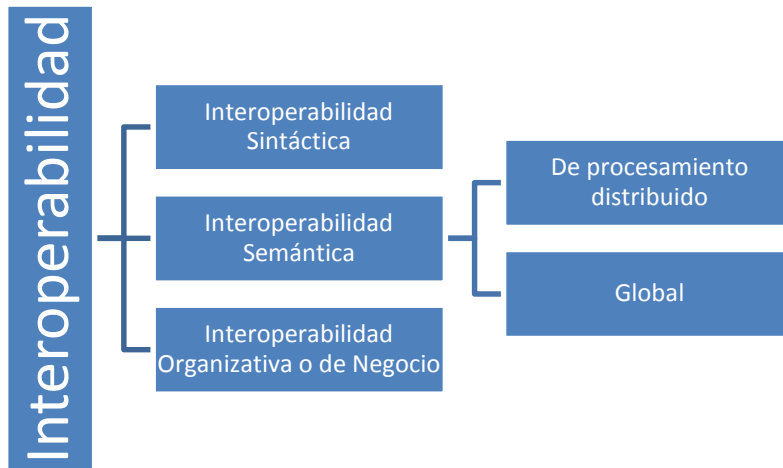 Interoperabilidad
Interoperabilidad
Sintáctica
Interoperabilidad
Semántica
Interoperabilidad
Organizativa o de Negocio
De procesamiento
distribuido
Global